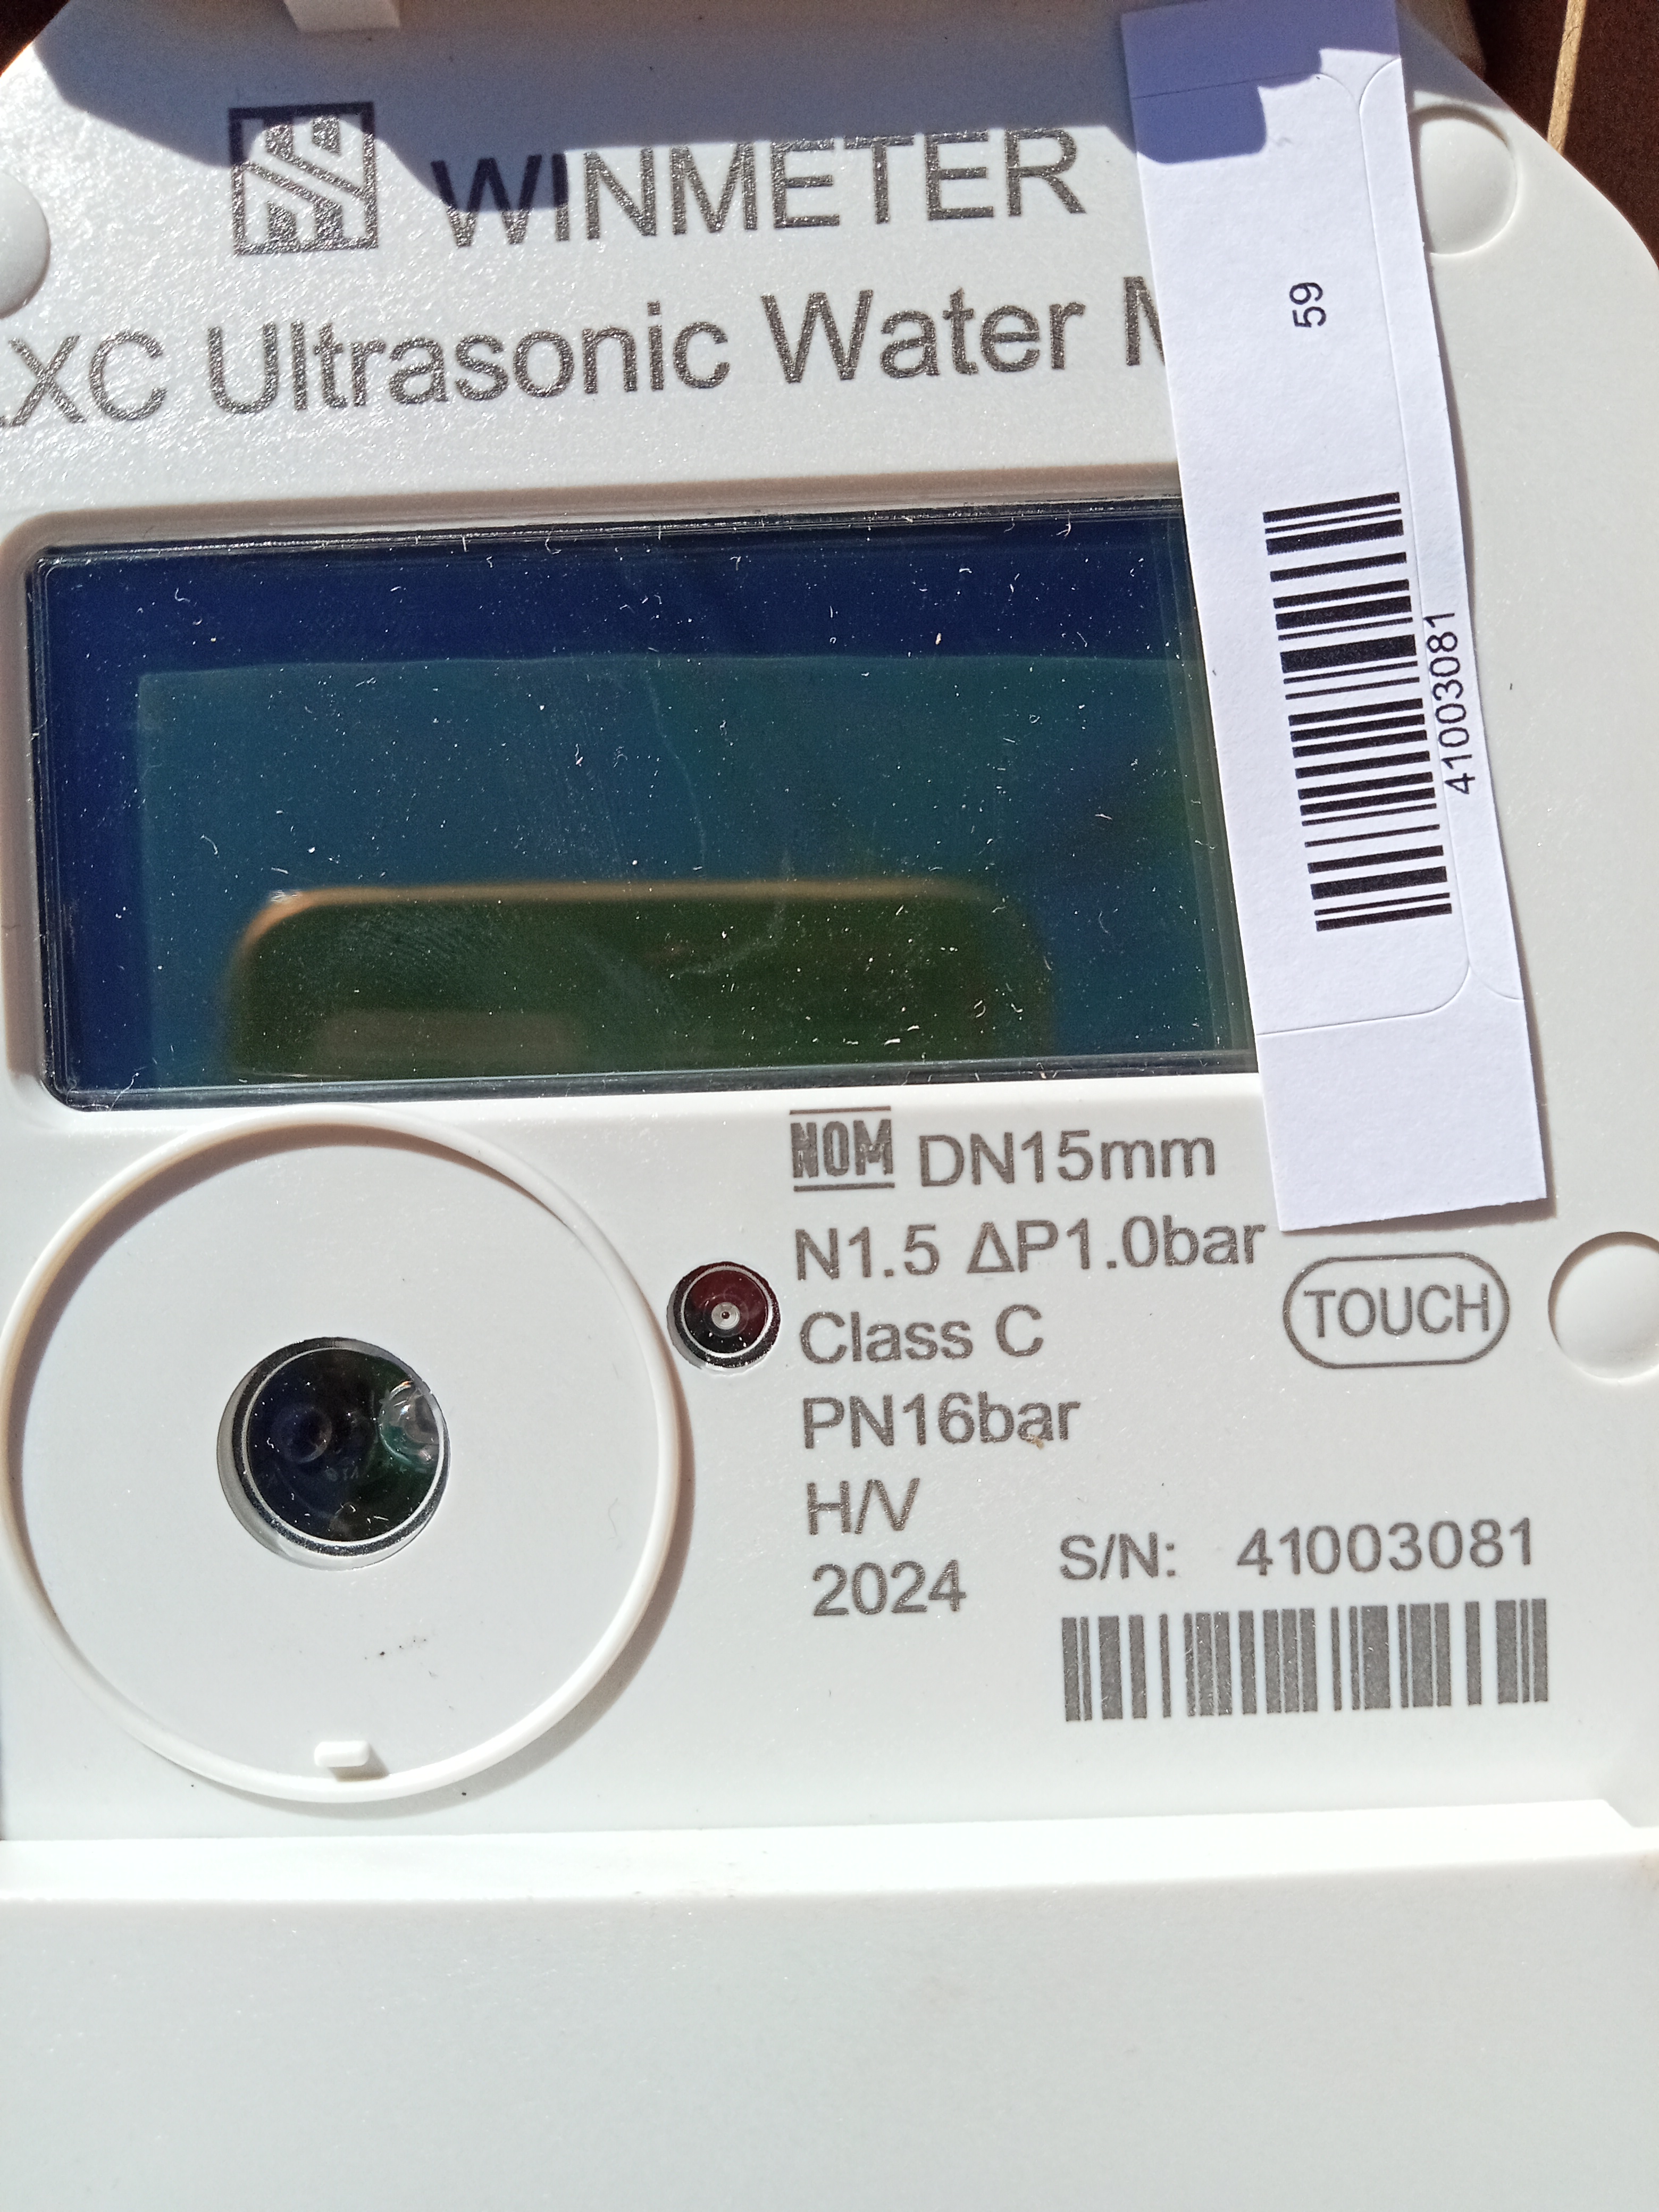 WINMETER
XC Ultrasonic Water
59
41003081
NOM DN15mm
N1.5 ΔP1.0bar
Class C
TOUCH
PN16bar
H/V
2024
S/N: 41003081